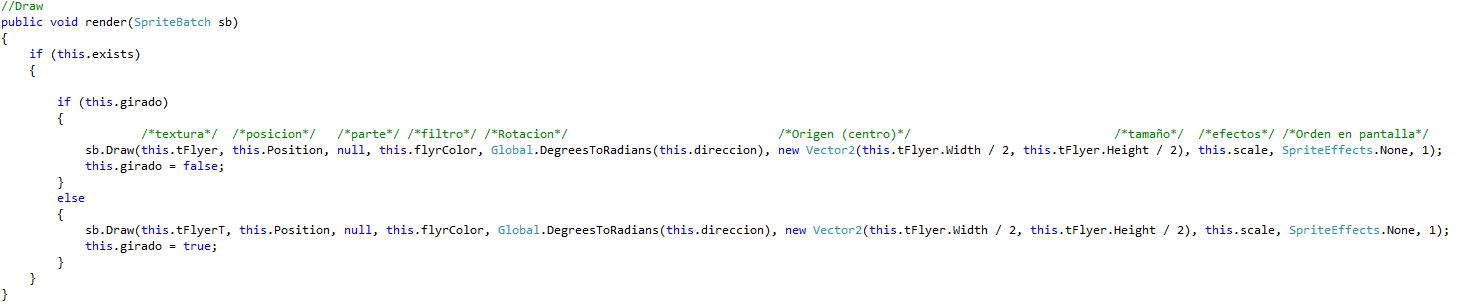 //Draw
public void render(SpriteBatch sb)
{
    if (this.exists)
    {
        if (this.girado)
        {
                    /*textura*/  /*posicion*/   /*parte*/ /*filtro*/ /*Rotacion*/                              /*Origen (centro)*/                             /*tamaño*/  /*efectos*/ /*Orden en pantalla*/
            sb.Draw(this.tFlyer, this.Position, null, this.flyrColor, Global.DegreesToRadians(this.direccion), new Vector2(this.tFlyer.Width / 2, this.tFlyer.Height / 2), this.scale, SpriteEffects.None, 1);
            this.girado = false;
        }
        else
        {
            sb.Draw(this.tFlyerT, this.Position, null, this.flyrColor, Global.DegreesToRadians(this.direccion), new Vector2(this.tFlyer.Width / 2, this.tFlyer.Height / 2), this.scale, SpriteEffects.None, 1);
            this.girado = true;
        }
    }
}